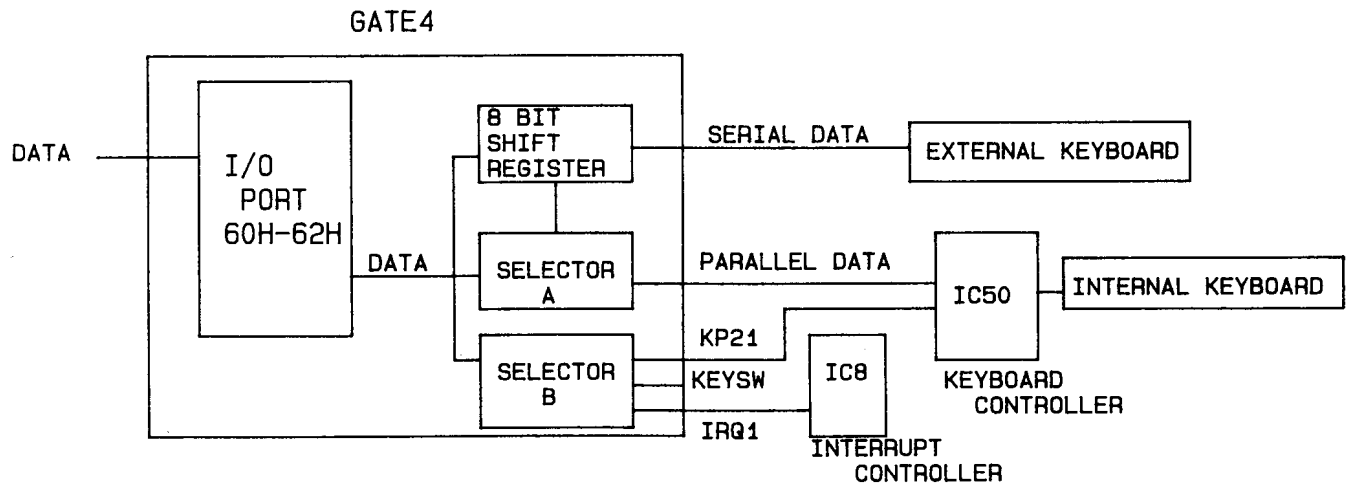 GATE4
DATA
I/O
PORT
60H-62H
DATA
8 BIT
SHIFT
REGISTER
SELECTOR
A
SELECTOR
B
SERIAL DATA
EXTERNAL KEYBOARD
PARALLEL DATA
IC50
INTERNAL KEYBOARD
KP21
KEYSW
IRQ1
IC8
KEYBOARD
CONTROLLER
INTERRUPT
CONTROLLER